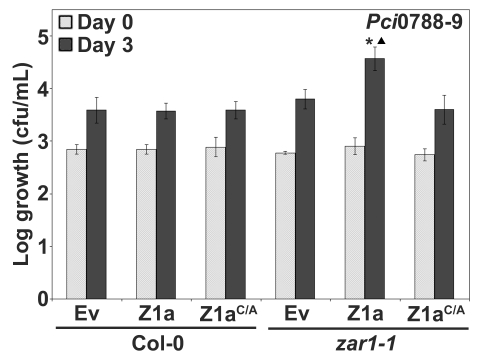 Pci0788-9
Day 0
Day 3
Log growth (cfu/mL)
5
4
3
2
1
0
*▲
Ev Z1a Z1aC/A Ev Z1a Z1aC/A
Col-0 zar1-1